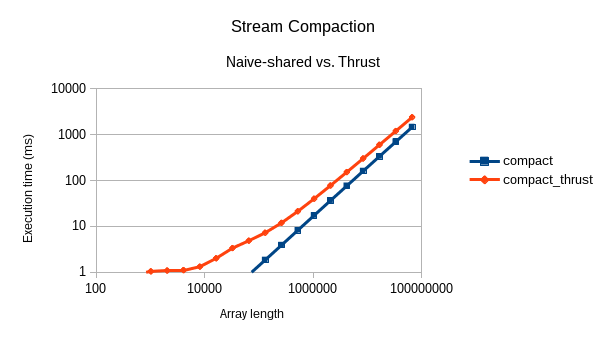 Stream Compaction
Naive-shared vs. Thrust
10000
1000
100
10
1
100
10000
1000000
100000000
Execution time (ms)
Array length
compact
compact_thrust